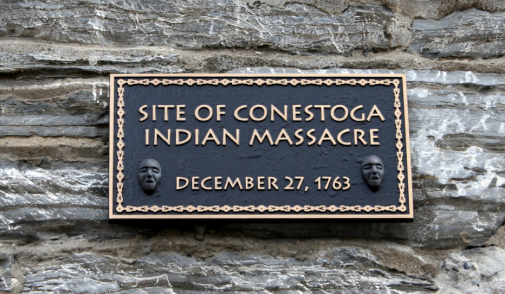 SITE OF CONESTOGA
INDIAN MASSACRE
DECEMBER 27, 1763